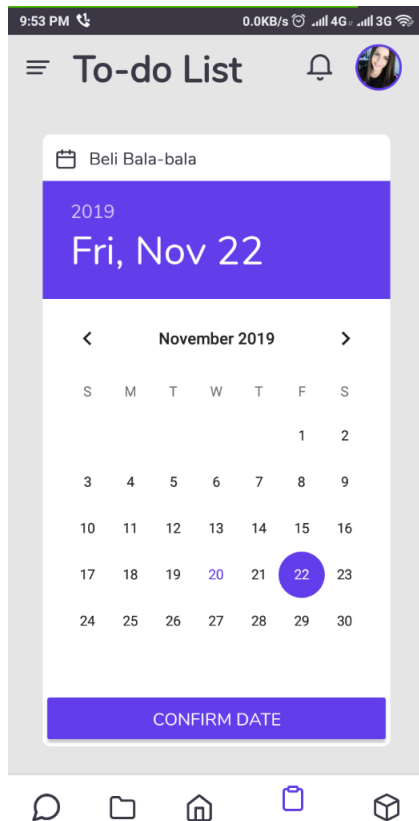 9:53 PM 0.0KB/s 4G 3G
To-do List
Beli Bala-bala
2019
Fri, Nov 22
November 2019
S M T W T F S
1 2
3 4 5 6 7 8 9
10 11 12 13 14 15 16
17 18 19 20 21 22 23
24 25 26 27 28 29 30
CONFIRM DATE